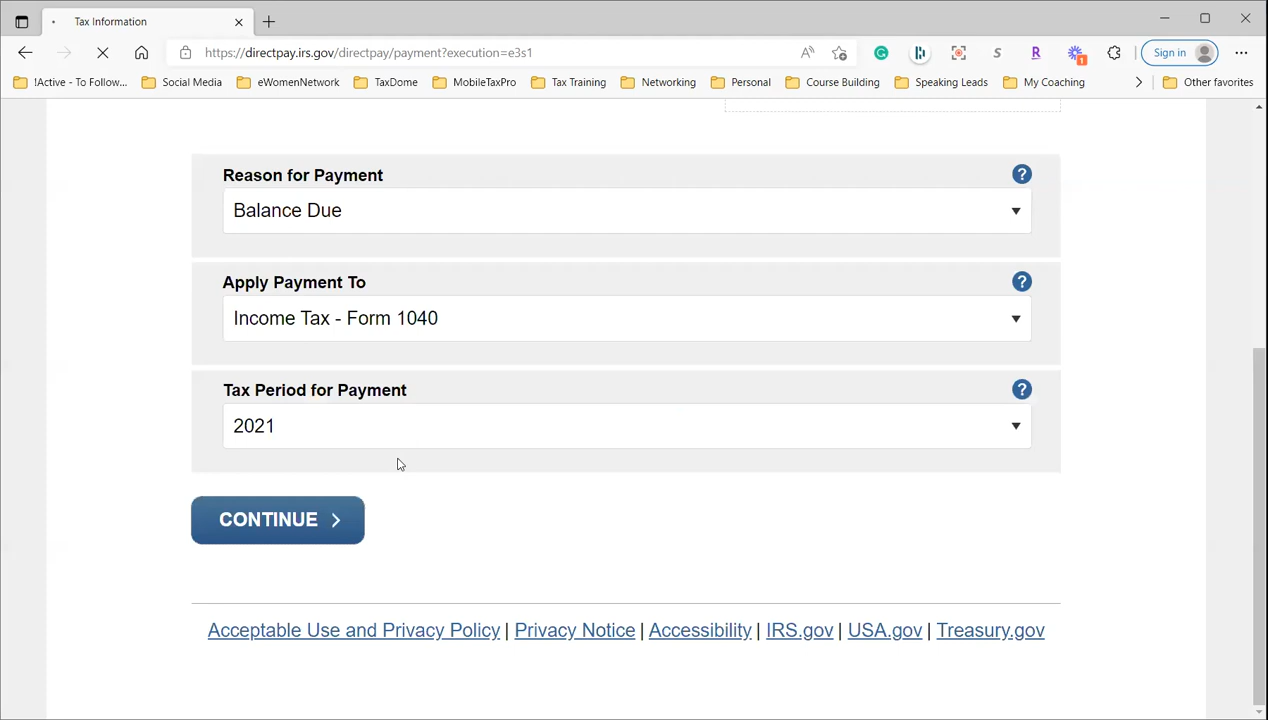 Tax Information
https://directpay.irs.gov/directpay/payment?execution=e3s1
Sign in
!Active - To Follow... Social Media eWomenNetwork TaxDome MobileTaxPro Tax Training Networking Personal Course Building Speaking Leads My Coaching Other favorites
Reason for Payment ?
Balance Due
Apply Payment To ?
Income Tax - Form 1040
Tax Period for Payment ?
2021
CONTINUE
Acceptable Use and Privacy Policy | Privacy Notice | Accessibility | IRS.gov | USA.gov | Treasury.gov